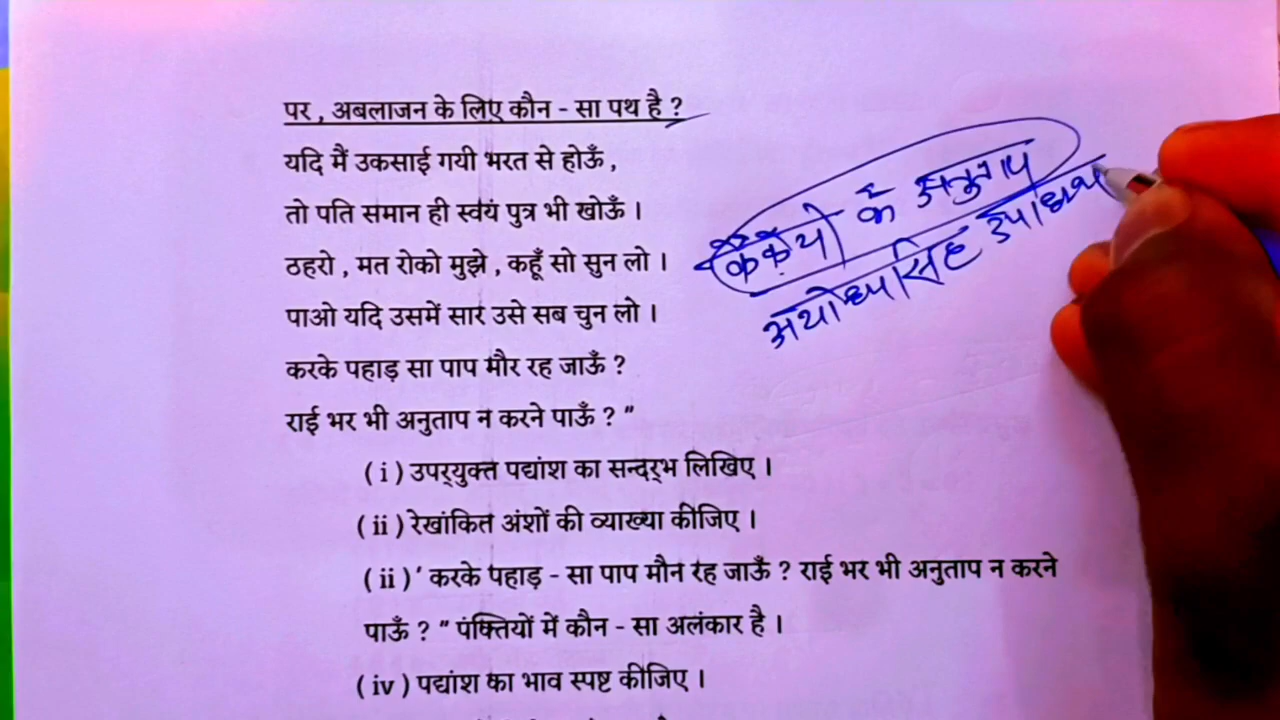 पर , अबलाजन के लिए कौन - सा पथ है ?
यदि मैं उकसाई गयी भरत से होऊँ ,
तो पति समान ही स्वयं पुत्र भी खोऊँ ।
ठहरो , मत रोको मुझे , कहूँ सो सुन लो ।
पाओ यदि उसमें सार उसे सब चुन लो ।
करके पहाड़ सा पाप मौर रह जाऊँ ?
राई भर भी अनुताप न करने पाऊँ ? ”
कैकेयी के अनुताप
अयोध्यासिंह उपाध्याय
( i ) उपर्युक्त पद्यांश का सन्दर्भ लिखिए ।
( ii ) रेखांकित अंशों की व्याख्या कीजिए ।
( ii ) ’ करके पहाड़ - सा पाप मौन रह जाऊँ ? राई भर भी अनुताप न करने
पाऊँ ? ” पंक्तियों में कौन - सा अलंकार है ।
( iv ) पद्यांश का भाव स्पष्ट कीजिए ।